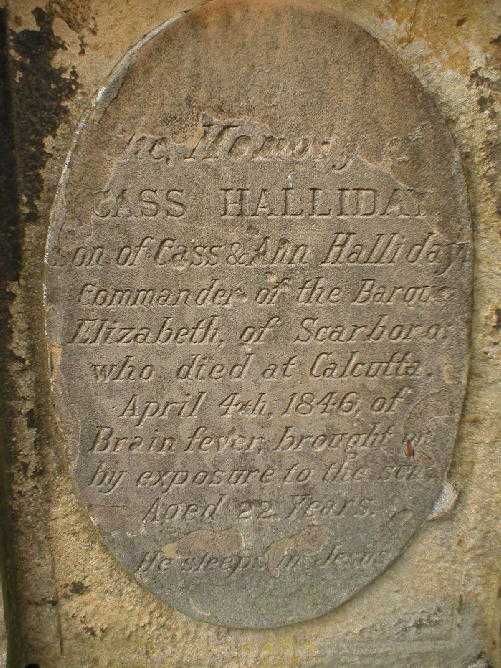 to Memory of
CASS HALLIDAY
son of Cass & Ann Halliday
Commander of the Barque
Elizabeth, of Scarboro,
who died at Calcutta.
April 4th, 1846, of
Brain fever, brought on
by exposure to the sun
Aged 22 Years.
He sleeps in Jesus